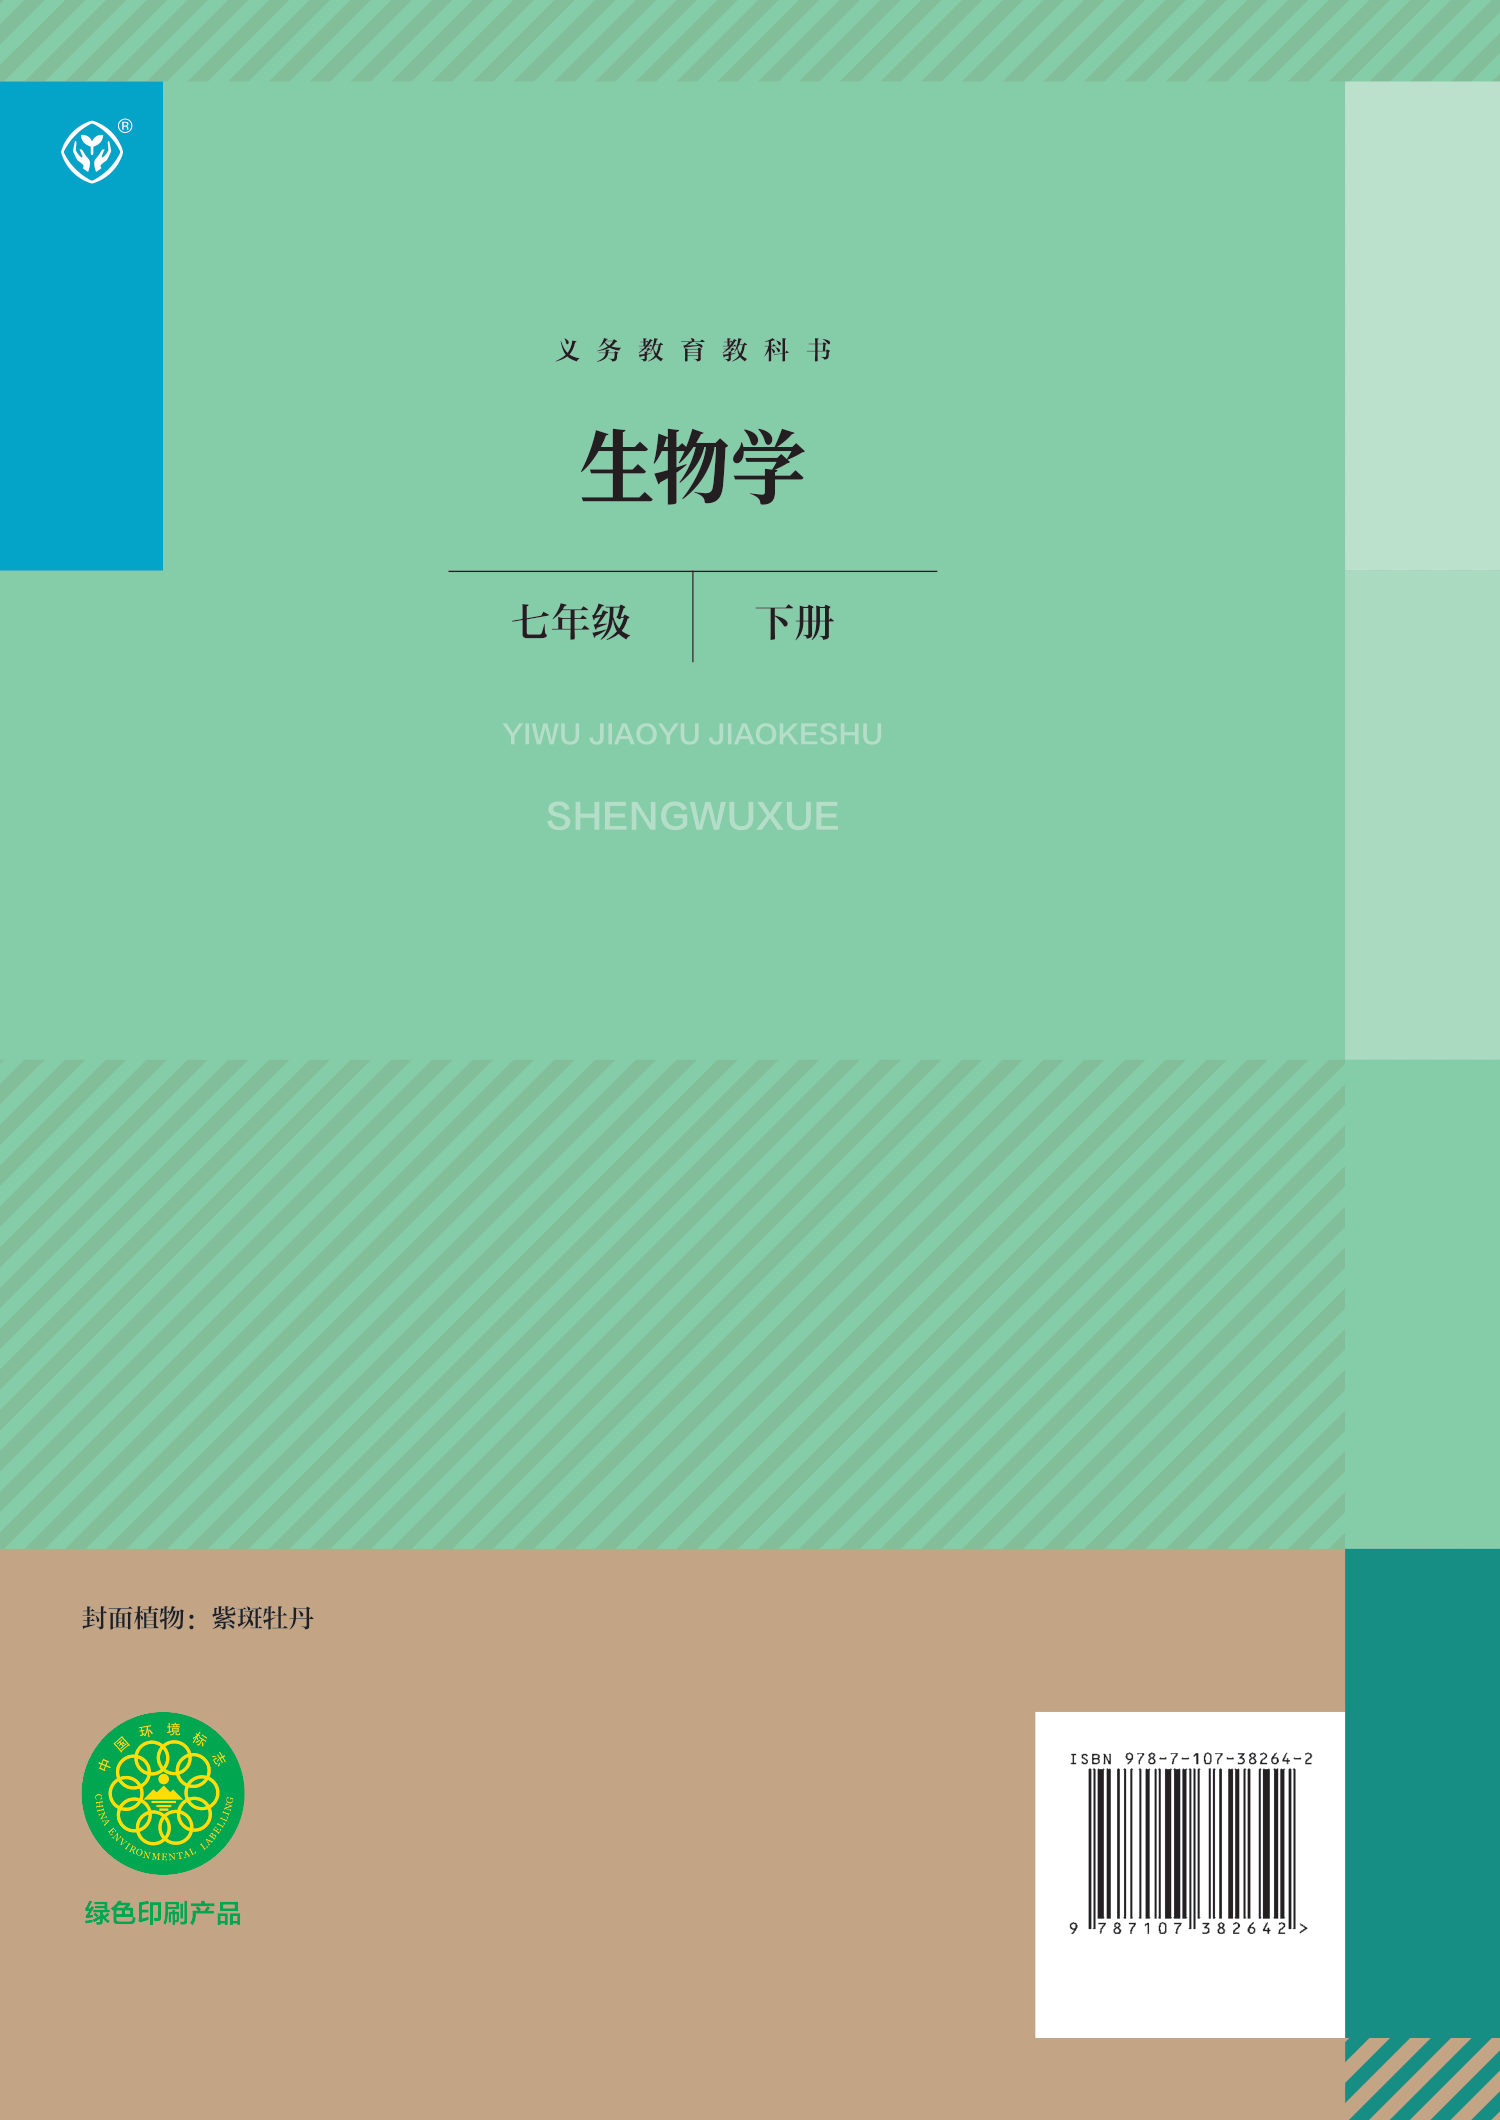 ®
义务教育教科书
生物学
七年级 下册
YIWU JIAOYU JIAOKESHU
SHENGWUXUE
封面植物：紫斑牡丹
中国环境标志
CHINA ENVIRONMENTAL LABELLING
绿色印刷产品
ISBN 978-7-107-38264-2
9 787107 382642 >